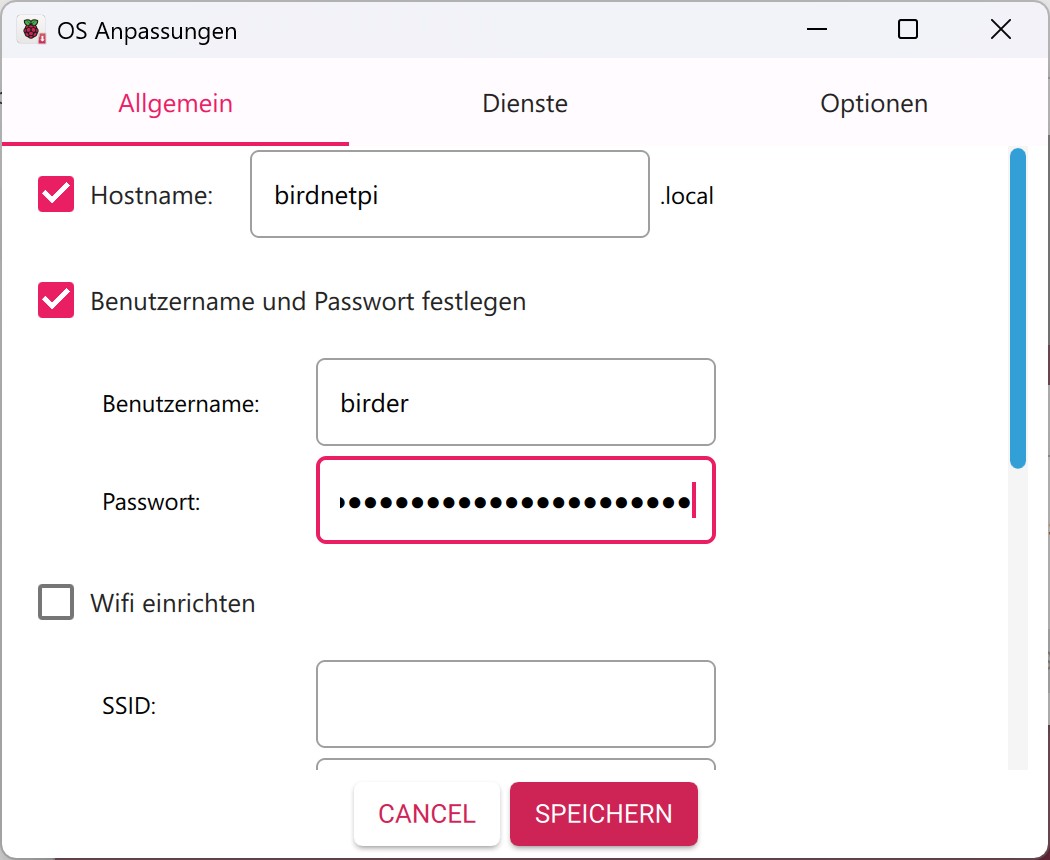 OS Anpassungen
Allgemein Dienste Optionen
Hostname: birdnetpi .local
Benutzername und Passwort festlegen
Benutzername: birder
Passwort:
Wifi einrichten
SSID:
CANCEL SPEICHERN